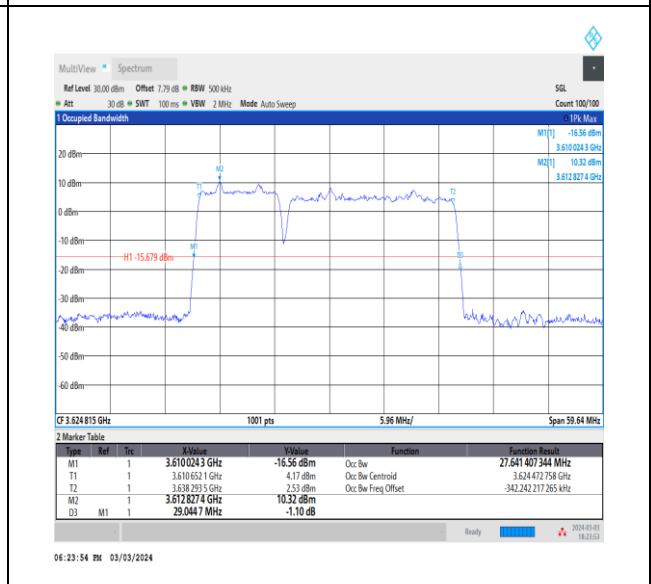 MultiView Spectrum
Ref Level 30.00 dBm Offset 7.79 dB RBW 500 kHz SGL
Att 30 dB SWT 100 ms VBW 2 MHz Mode Auto Sweep Count 100/100
1 Occupied Bandwidth 1Pk Max
M1[1] -16.56 dBm
3.610 024 3 GHz
M2[1] 10.32 dBm
3.612 827 4 GHz
20 dBm
M2
10 dBm
T1
T2
0 dBm
-10 dBm
M1
H1 -15.679 dBm
-20 dBm
-30 dBm
-40 dBm
-50 dBm
-60 dBm
CF 3.624 815 GHz 1001 pts 5.96 MHz/ Span 59.64 MHz
2 Marker Table
Type Ref Trc X-Value Y-Value Function Function Result
M1 1 3.610 024 3 GHz -16.56 dBm Occ Bw 27.641 407 344 MHz
T1 1 3.610 652 1 GHz 4.17 dBm Occ Bw Centroid 3.624 472 758 GHz
T2 1 3.638 293 5 GHz 2.53 dBm Occ Bw Freq Offset -342.242 217 265 kHz
M2 1 3.612 827 4 GHz 10.32 dBm
D3 M1 1 29.044 7 MHz -1.10 dB
Ready 2024-03-03
18:23:53
06:23:54 PM 03/03/2024